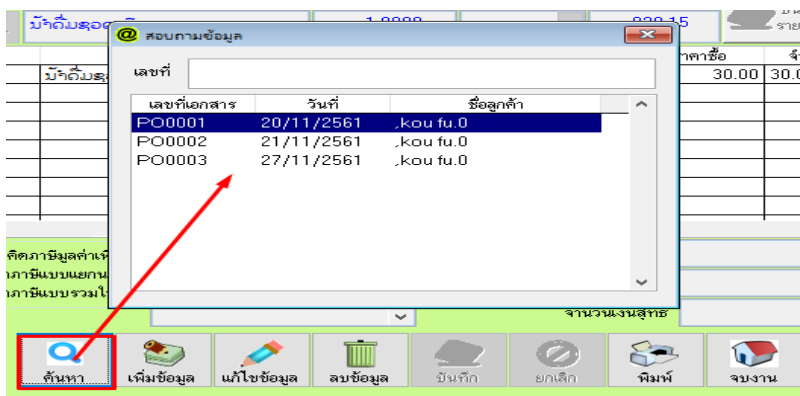 1.0000
สอบถามข้อมูล
ราคาซื้อ
30.00
เลขที่
เลขที่เอกสาร วันที่ ชื่อลูกค้า
PO0001 20/11/2561 ,kou fu.0
PO0002 21/11/2561 ,kou fu.0
PO0003 27/11/2561 ,kou fu.0
จำนวนเงินสุทธิ
ค้นหา เพิ่มข้อมูล แก้ไขข้อมูล ลบข้อมูล บันทึก ยกเลิก พิมพ์ จบงาน